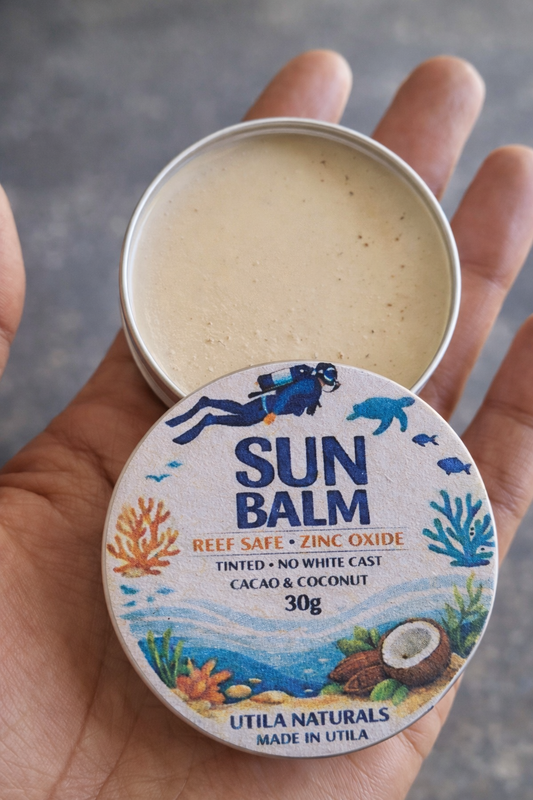 SUN
BALM
REEF SAFE • ZINC OXIDE
TINTED • NO WHITE CAST
CACAO & COCONUT
30g
UTILA NATURALS
MADE IN UTILA